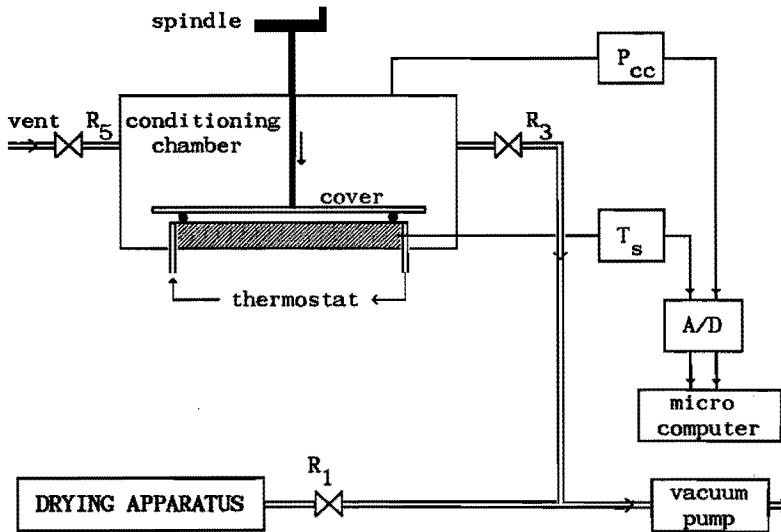 spindle
P_cc
vent
R_5
conditioning
chamber
R_3
cover
T_s
thermostat
A/D
micro
computer
R_1
DRYING APPARATUS
vacuum
pump